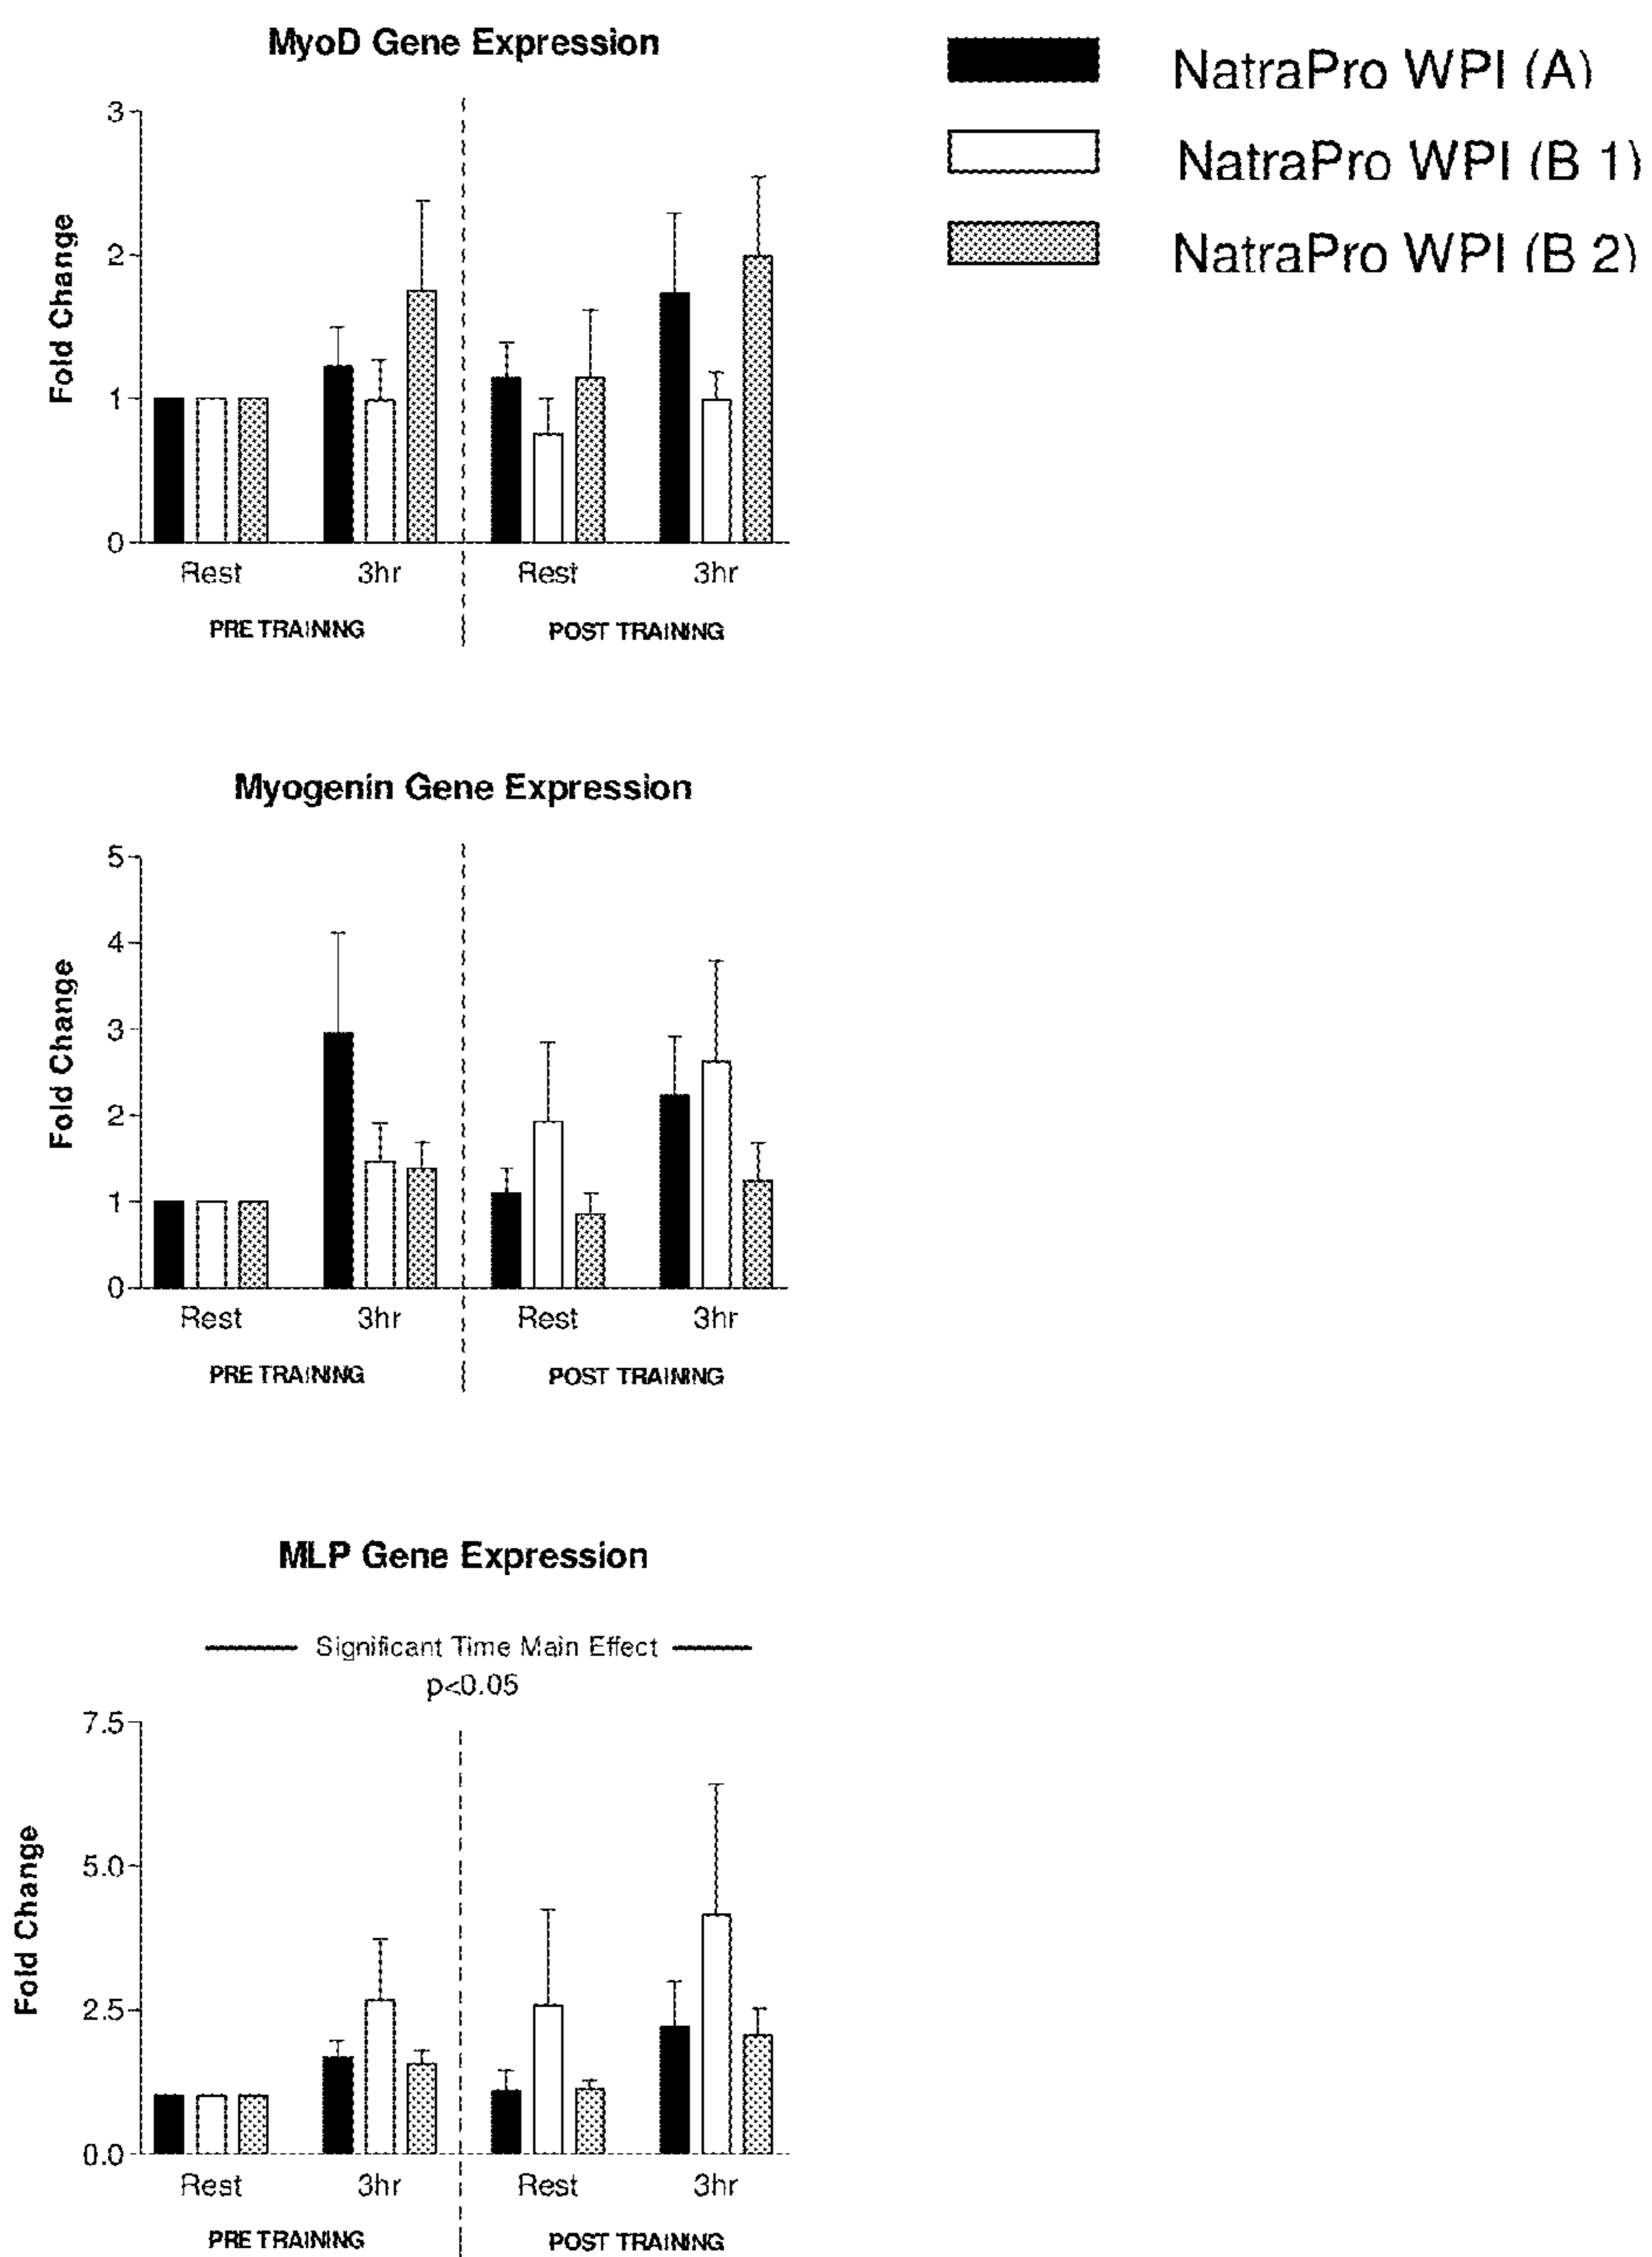 MyoD Gene Expression
NatraPro WPI (A)
NatraPro WPI (B 1)
NatraPro WPI (B 2)
Fold Change
3
2
1
0
Rest 3hr Rest 3hr
PRE TRAINING POST TRAINING
Myogenin Gene Expression
Fold Change
5
4
3
2
1
0
Rest 3hr Rest 3hr
PRE TRAINING POST TRAINING
MLP Gene Expression
Significant Time Main Effect
p<0.05
Fold Change
7.5
5.0
2.5
0.0
Rest 3hr Rest 3hr
PRE TRAINING POST TRAINING